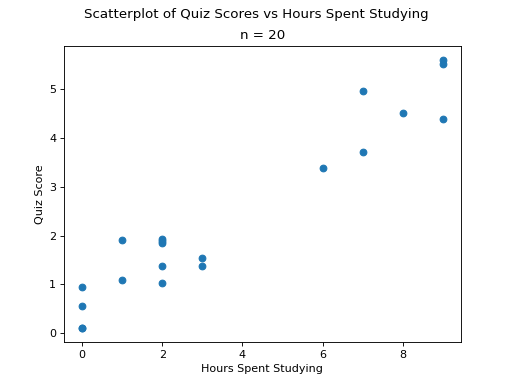 Scatterplot of Quiz Scores vs Hours Spent Studying
n = 20
5
4
3
2
1
0
Quiz Score
0 2 4 6 8
Hours Spent Studying